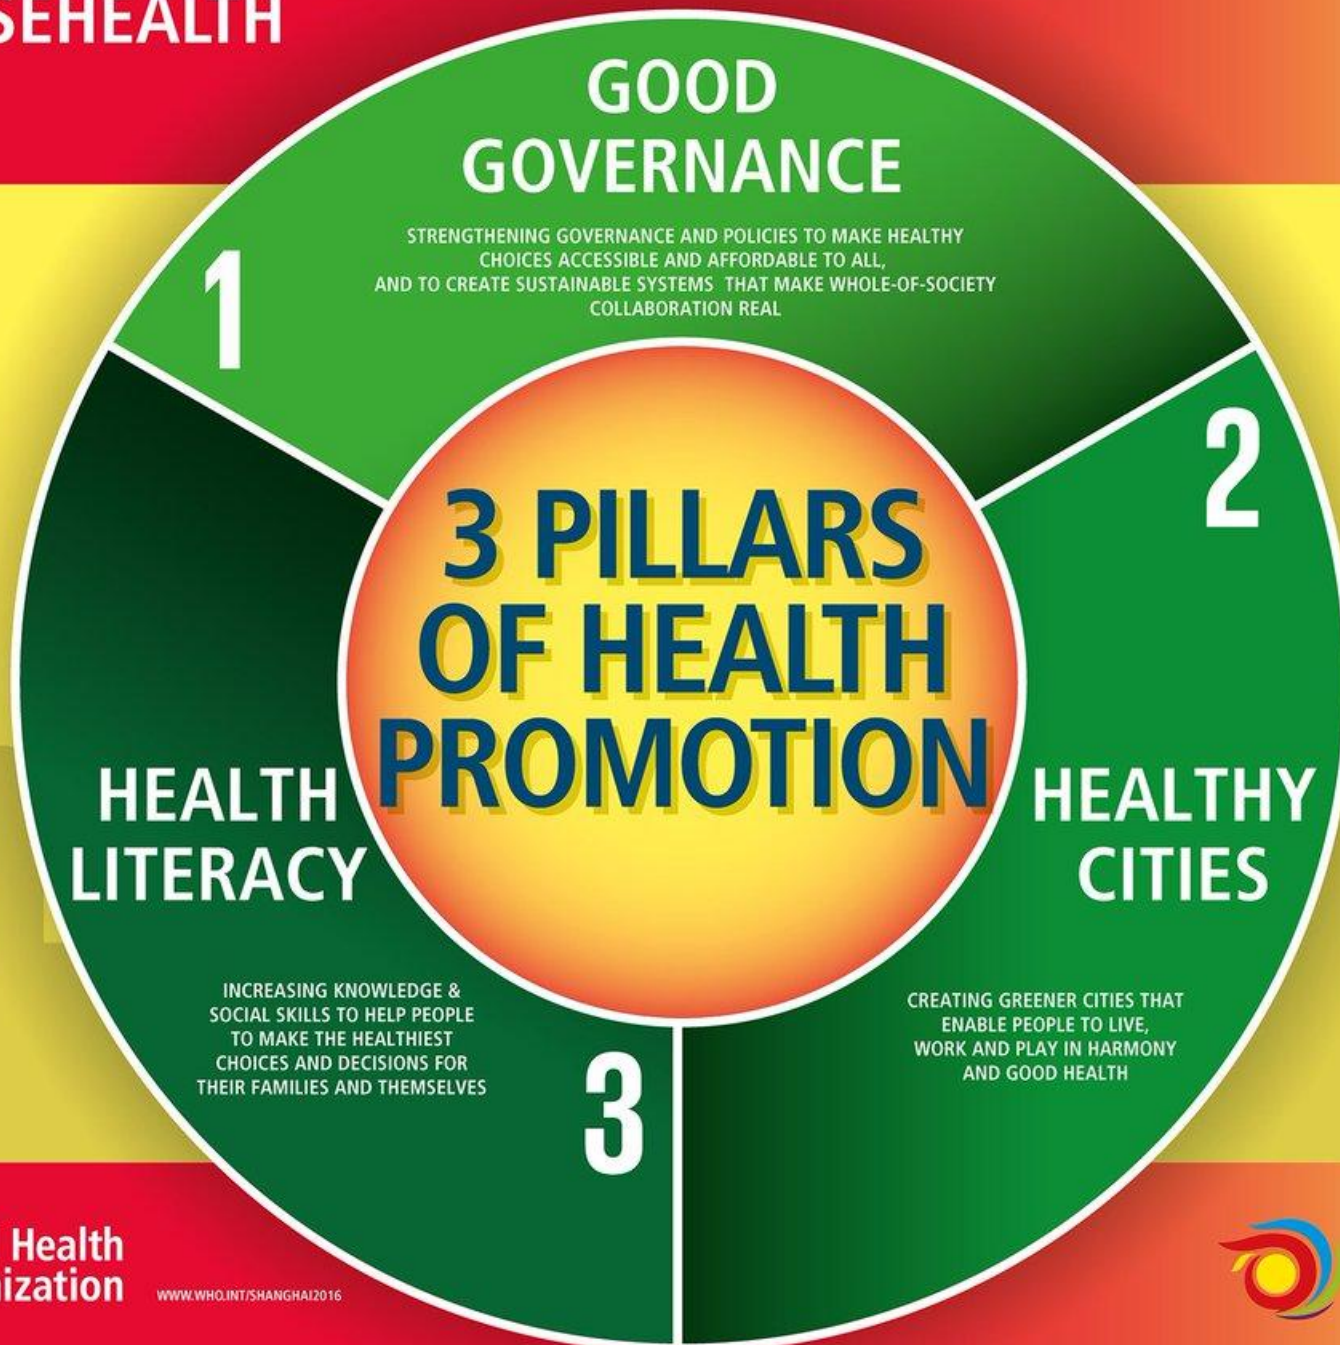 SEHEALTH
GOOD
GOVERNANCE
STRENGTHENING GOVERNANCE AND POLICIES TO MAKE HEALTHY
CHOICES ACCESSIBLE AND AFFORDABLE TO ALL,
AND TO CREATE SUSTAINABLE SYSTEMS THAT MAKE WHOLE-OF-SOCIETY
COLLABORATION REAL
1
2
3 PILLARS
OF HEALTH
PROMOTION
HEALTHY
CITIES
CREATING GREENER CITIES THAT
ENABLE PEOPLE TO LIVE,
WORK AND PLAY IN HARMONY
AND GOOD HEALTH
HEALTH
LITERACY
INCREASING KNOWLEDGE &
SOCIAL SKILLS TO HELP PEOPLE
TO MAKE THE HEALTHIEST
CHOICES AND DECISIONS FOR
THEIR FAMILIES AND THEMSELVES
3
Health
ization
WWW.WHO.INT/SHANGHAI2016